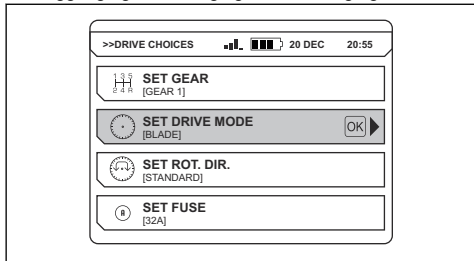 >>DRIVE CHOICES 20 DEC 20:55
1 3 5
2 4 R
SET GEAR
[GEAR 1]
SET DRIVE MODE
[BLADE]
OK
SET ROT. DIR.
[STANDARD]
A
SET FUSE
[32A]